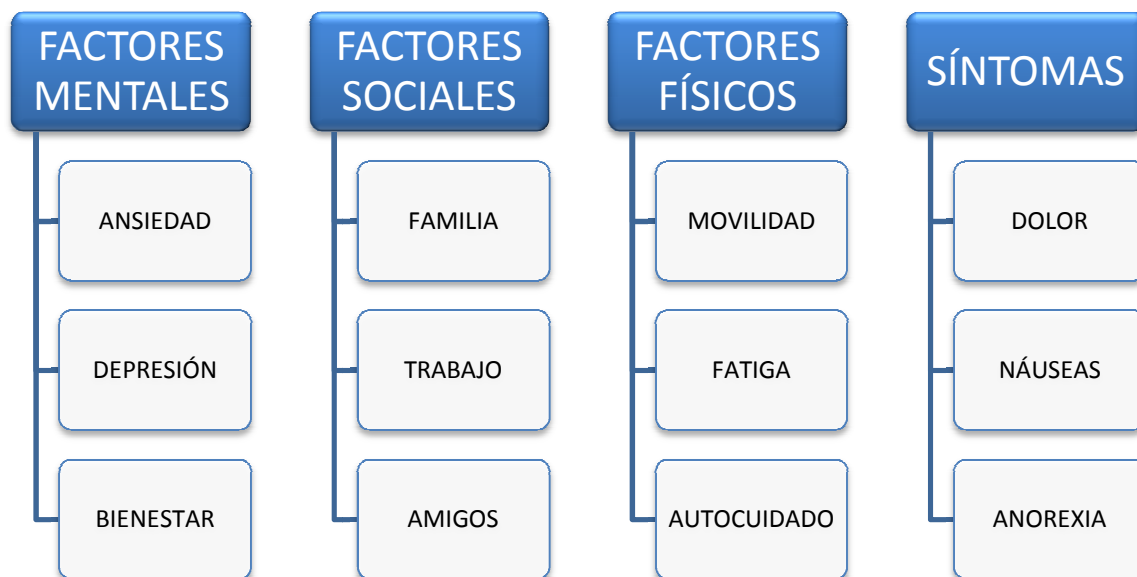 FACTORES
MENTALES
ANSIEDAD
DEPRESIÓN
BIENESTAR
FACTORES
SOCIALES
FAMILIA
TRABAJO
AMIGOS
FACTORES
FÍSICOS
MOVILIDAD
FATIGA
AUTOCUIDADO
SÍNTOMAS
DOLOR
NÁUSEAS
ANOREXIA